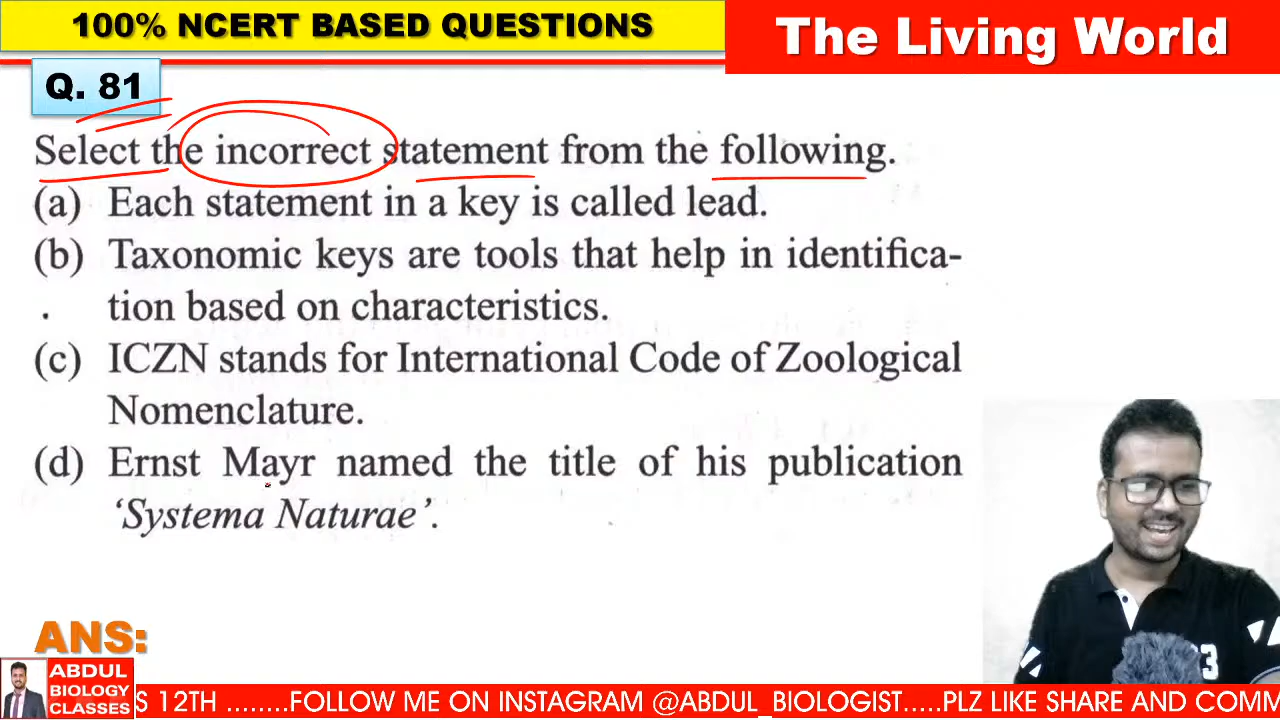 100% NCERT BASED QUESTIONS
The Living World
Q. 81
Select the incorrect statement from the following.
(a) Each statement in a key is called lead.
(b) Taxonomic keys are tools that help in identifica-
tion based on characteristics.
(c) ICZN stands for International Code of Zoological
Nomenclature.
(d) Ernst Mayr named the title of his publication
‘Systema Naturae’.
ANS:
3
ABDUL
BIOLOGY
CLASSES
S 12TH ........FOLLOW ME ON INSTAGRAM @ABDUL_BIOLOGIST.....PLZ LIKE SHARE AND COMM